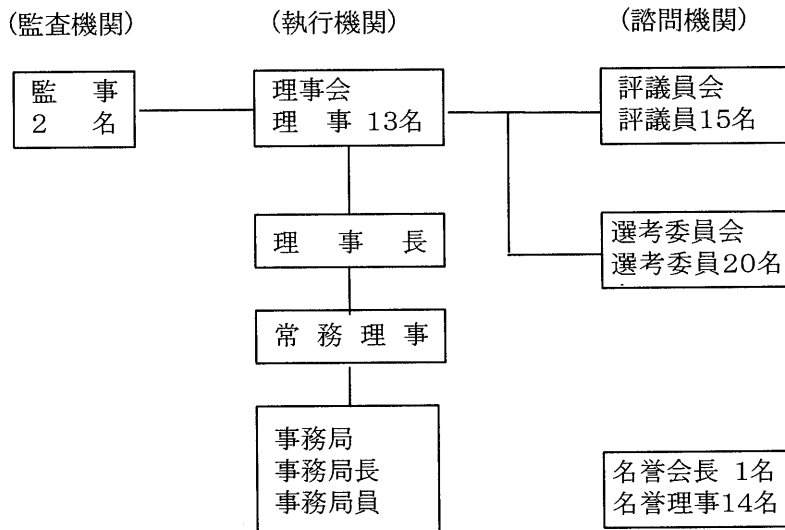 (監査機関) (執行機関) (諮問機関)
監 事
2 名
理事会
理 事 13名
評議員会
評議員15名
理 事 長
選考委員会
選考委員20名
常 務 理 事
事務局
事務局長
事務局員
名誉会長 1名
名誉理事14名